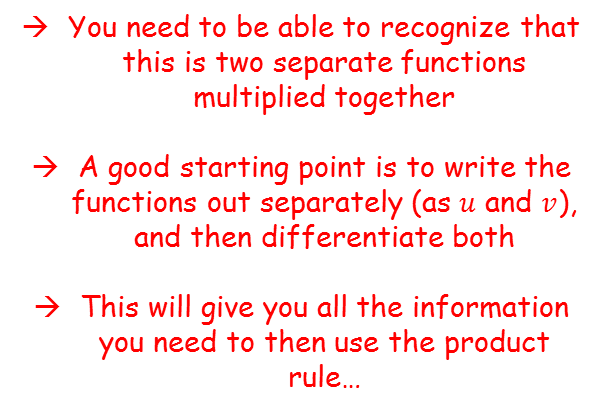 → You need to be able to recognize that
this is two separate functions
multiplied together
→ A good starting point is to write the
functions out separately (as 𝑢 and 𝑣),
and then differentiate both
→ This will give you all the information
you need to then use the product
rule…